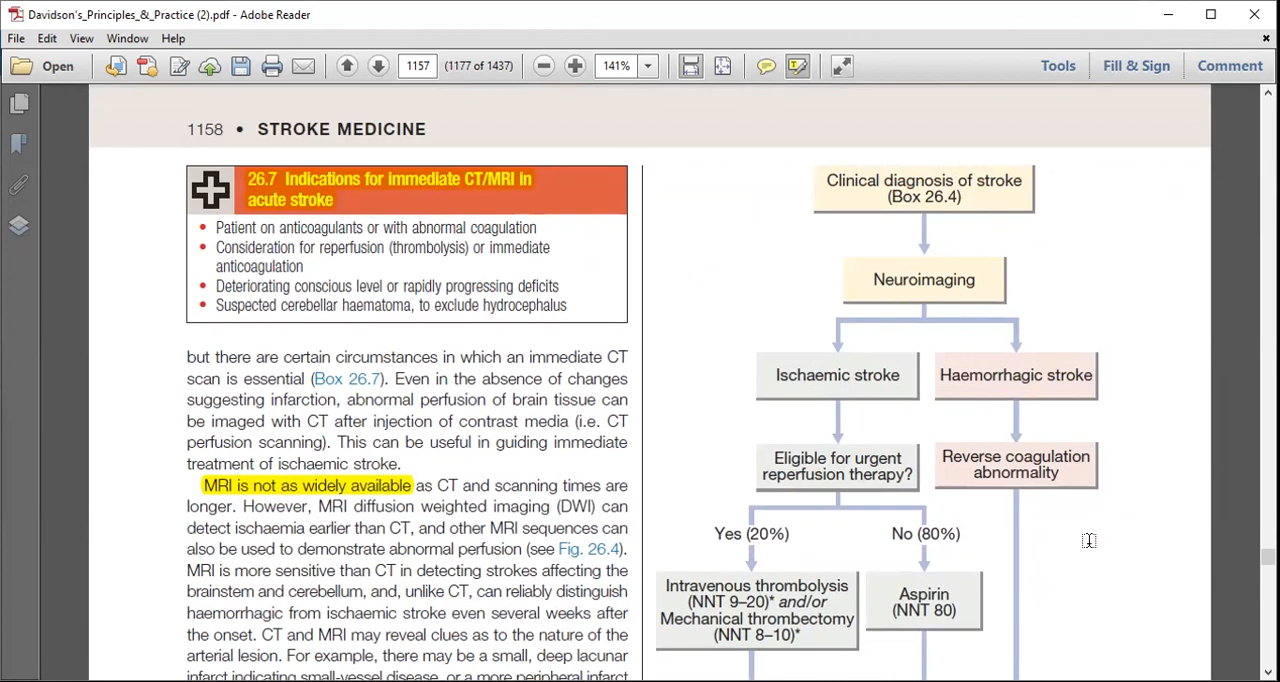 Davidson's_Principles_&_Practice (2).pdf - Adobe Reader
File Edit View Window Help
Open
1157 (1177 of 1437)
141%
Tools Fill & Sign Comment
1158 • STROKE MEDICINE
26.7 Indications for immediate CT/MRI in
acute stroke
• Patient on anticoagulants or with abnormal coagulation
• Consideration for reperfusion (thrombolysis) or immediate
anticoagulation
• Deteriorating conscious level or rapidly progressing deficits
• Suspected cerebellar haematoma, to exclude hydrocephalus
but there are certain circumstances in which an immediate CT
scan is essential (Box 26.7). Even in the absence of changes
suggesting infarction, abnormal perfusion of brain tissue can
be imaged with CT after injection of contrast media (i.e. CT
perfusion scanning). This can be useful in guiding immediate
treatment of ischaemic stroke.
MRI is not as widely available as CT and scanning times are
longer. However, MRI diffusion weighted imaging (DWI) can
detect ischaemia earlier than CT, and other MRI sequences can
also be used to demonstrate abnormal perfusion (see Fig. 26.4).
MRI is more sensitive than CT in detecting strokes affecting the
brainstem and cerebellum, and, unlike CT, can reliably distinguish
haemorrhagic from ischaemic stroke even several weeks after
the onset. CT and MRI may reveal clues as to the nature of the
arterial lesion. For example, there may be a small, deep lacunar
infarct indicating small-vessel disease, or a more peripheral infarct
Clinical diagnosis of stroke
(Box 26.4)
Neuroimaging
Ischaemic stroke
Haemorrhagic stroke
Eligible for urgent
reperfusion therapy?
Reverse coagulation
abnormality
Yes (20%)
No (80%)
Intravenous thrombolysis
(NNT 9–20)* and/or
Mechanical thrombectomy
(NNT 8–10)*
Aspirin
(NNT 80)